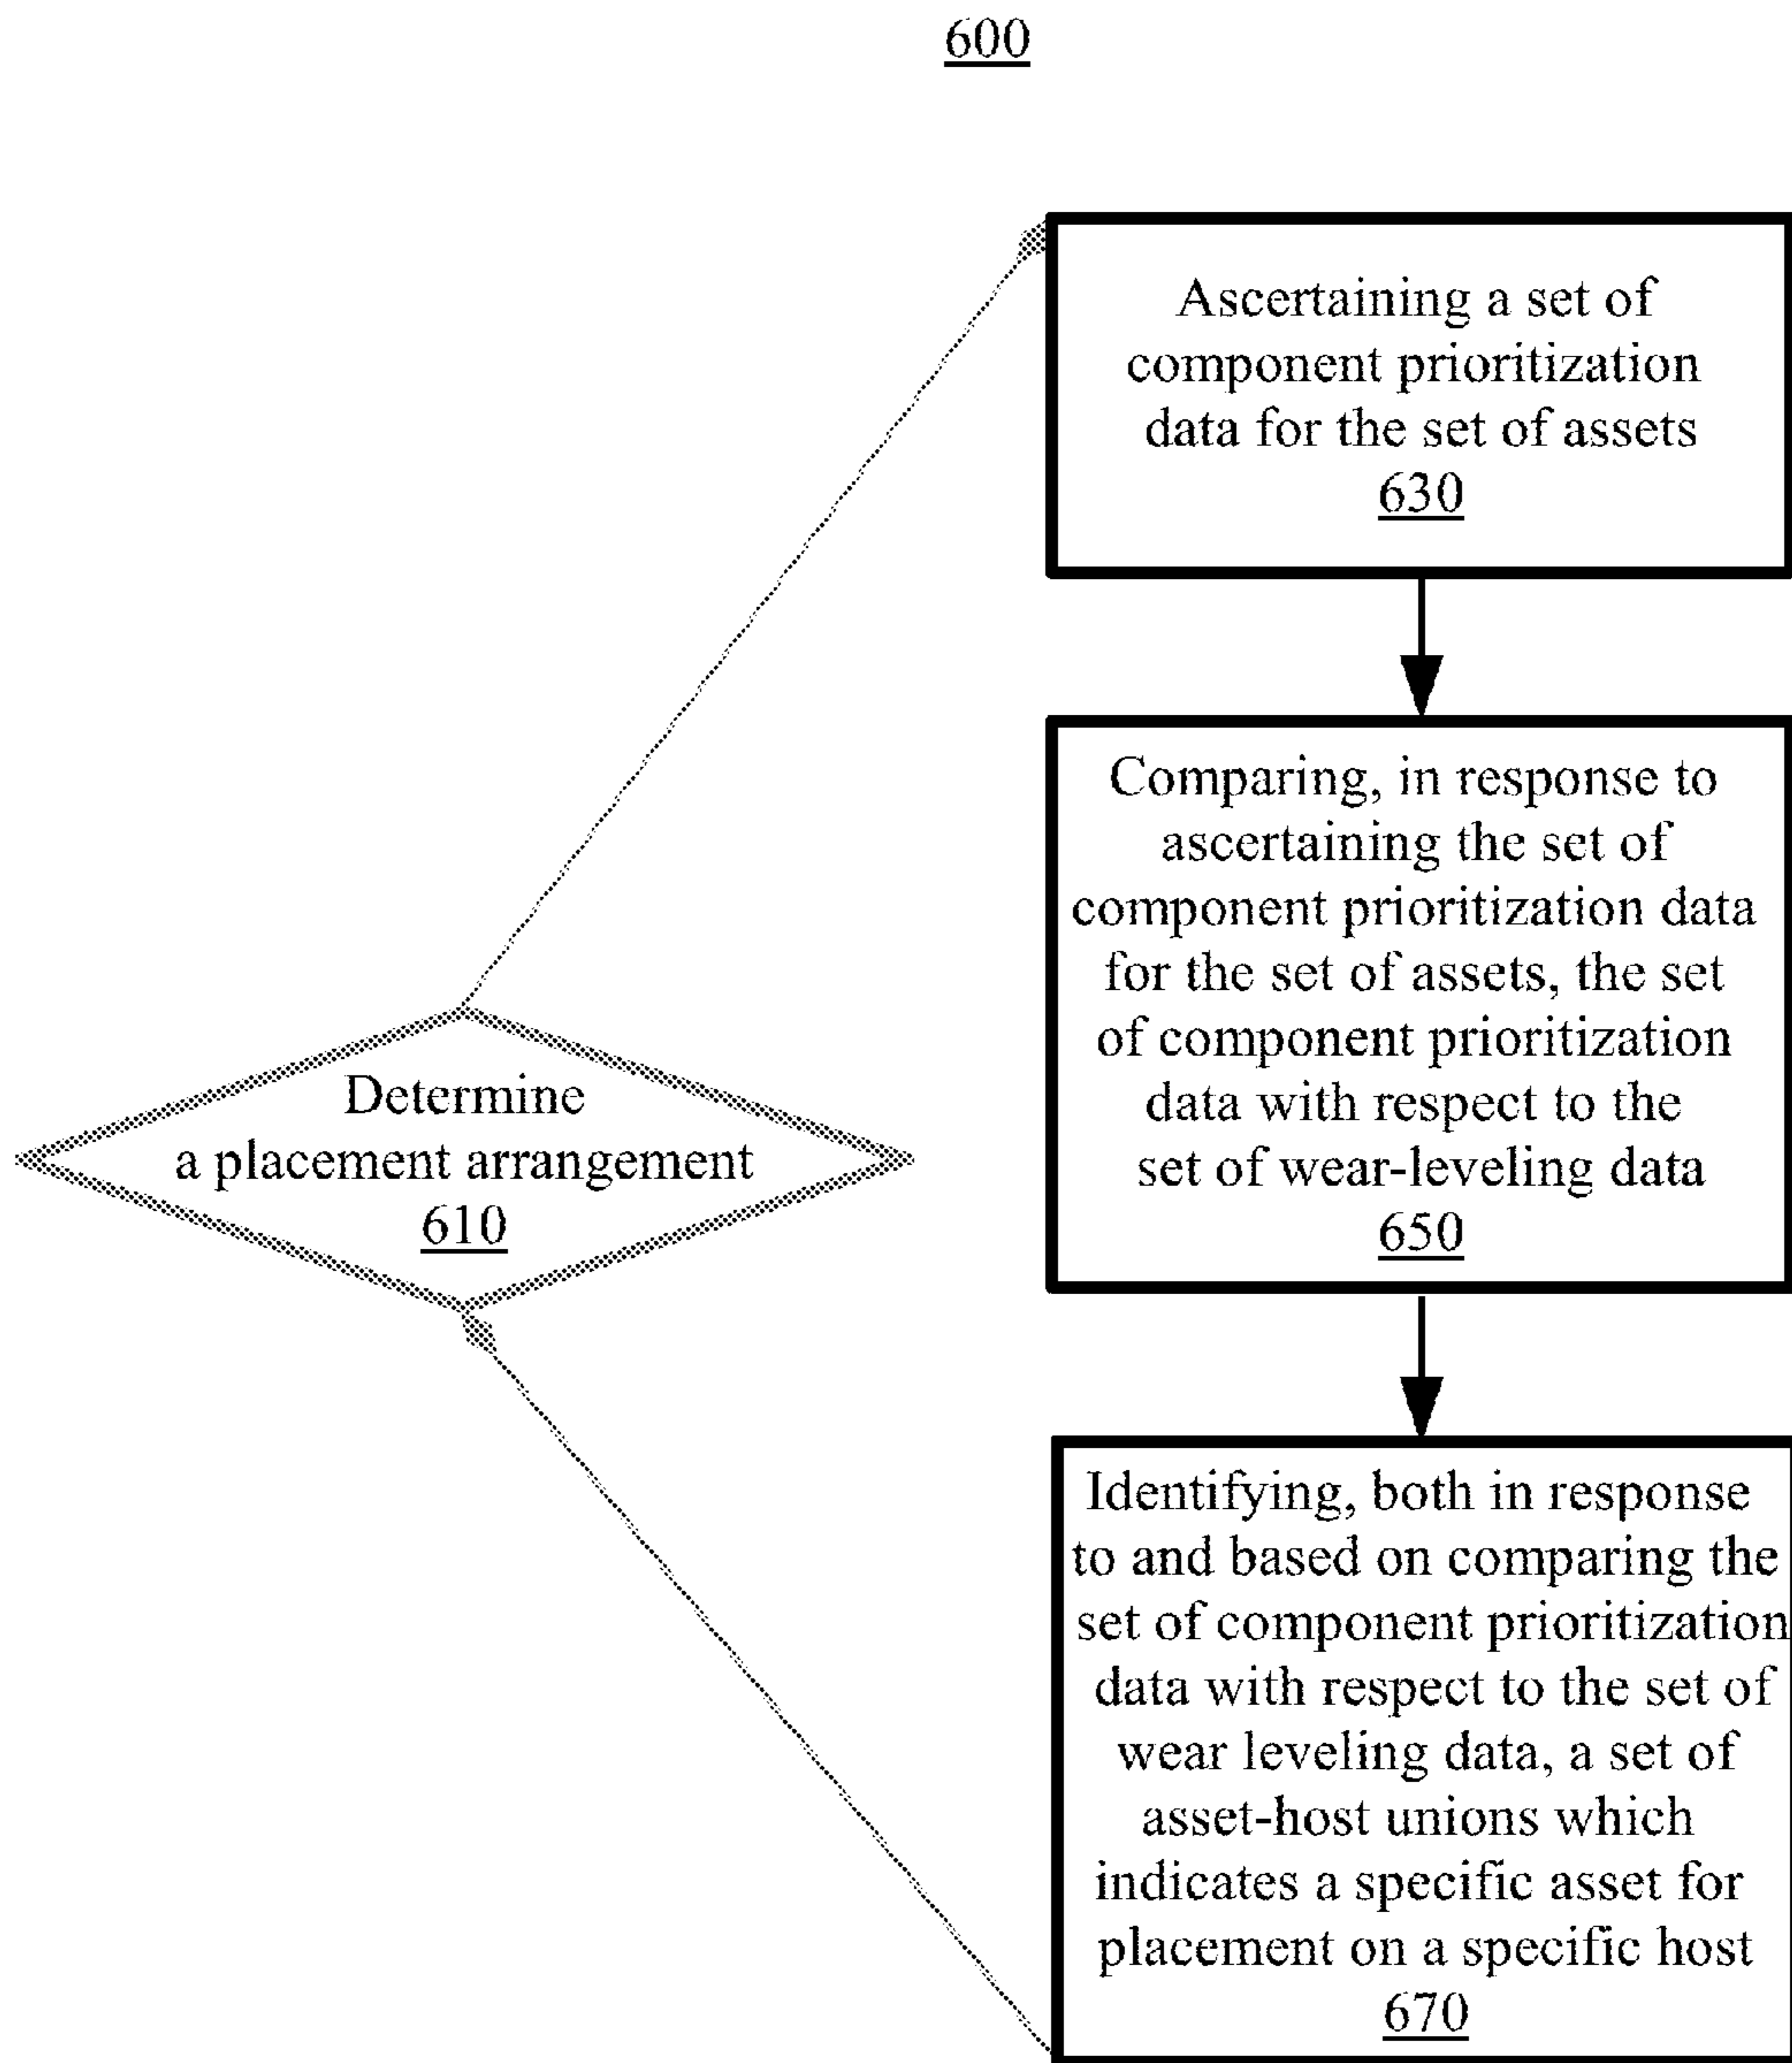 600
Ascertaining a set of
component prioritization
data for the set of assets
630
Comparing, in response to
ascertaining the set of
component prioritization data
for the set of assets, the set
of component prioritization
data with respect to the
set of wear-leveling data
650
Determine
a placement arrangement
610
Identifying, both in response
to and based on comparing the
set of component prioritization
data with respect to the set of
wear leveling data, a set of
asset-host unions which
indicates a specific asset for
placement on a specific host
670